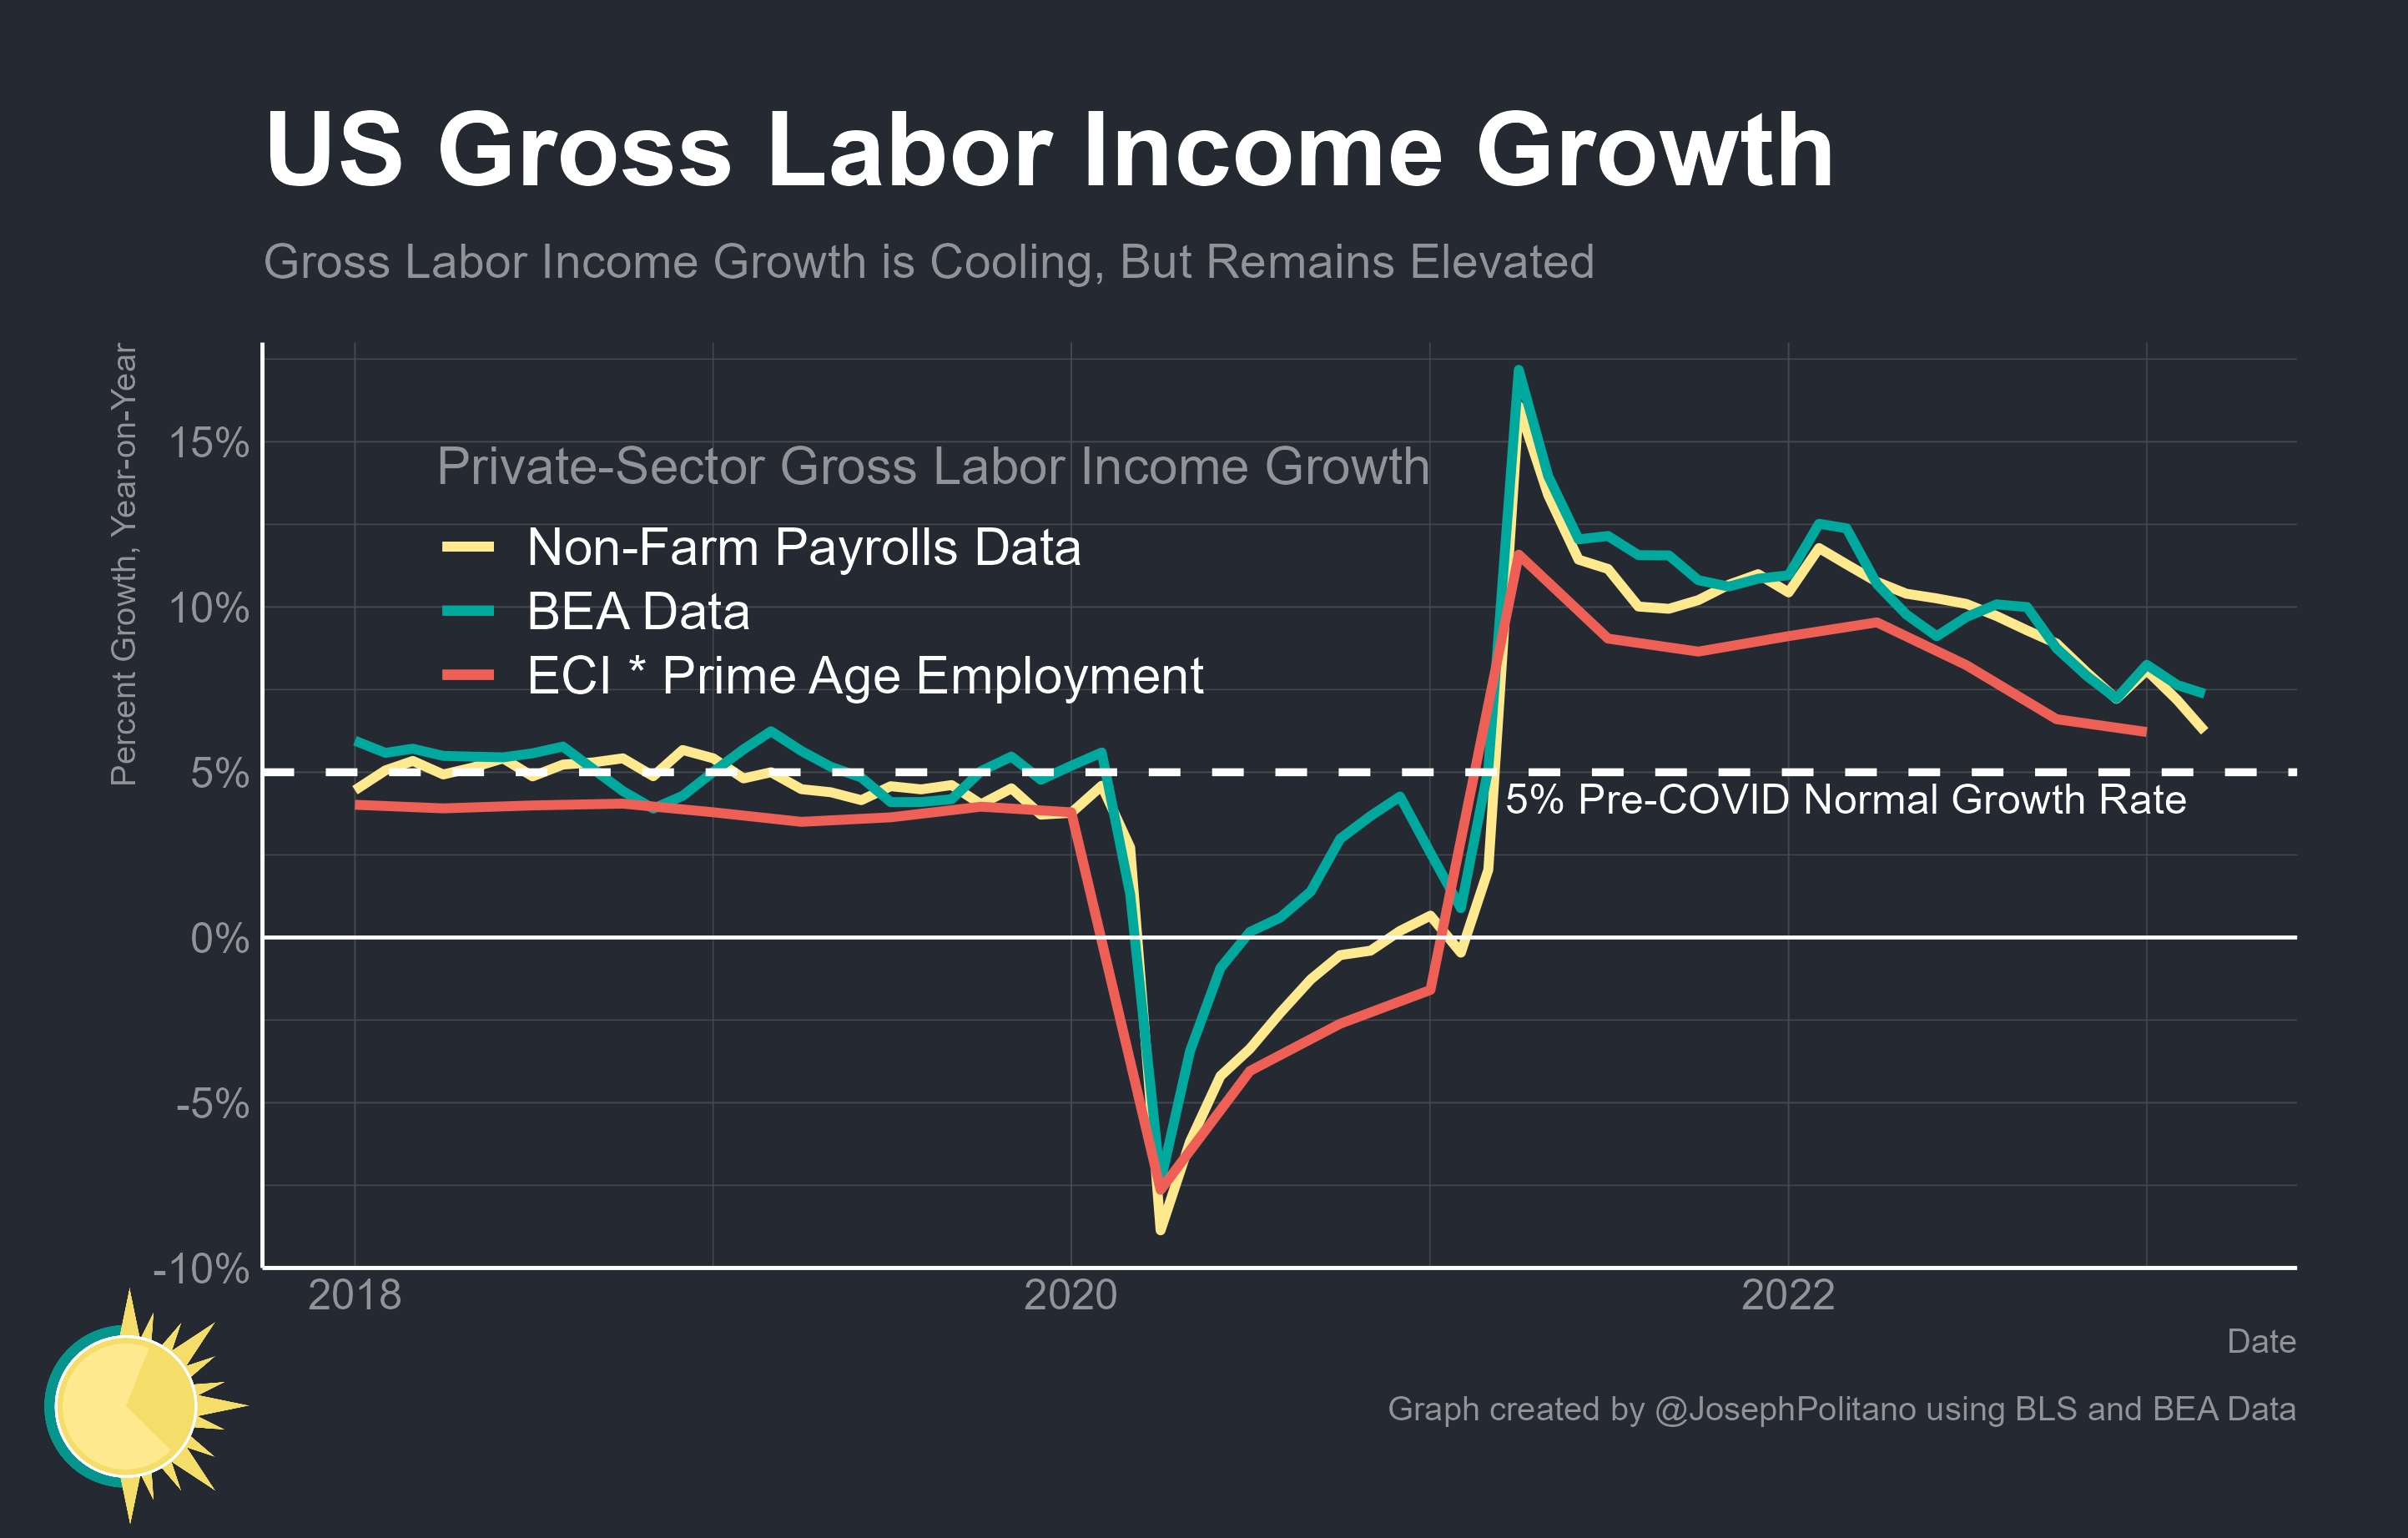 US Gross Labor Income Growth
Gross Labor Income Growth is Cooling, But Remains Elevated
Percent Growth, Year-on-Year
15%
10%
5%
0%
-5%
-10%
Private-Sector Gross Labor Income Growth
Non-Farm Payrolls Data
BEA Data
ECI * Prime Age Employment
5% Pre-COVID Normal Growth Rate
2018
2020
2022
Date
Graph created by @JosephPolitano using BLS and BEA Data